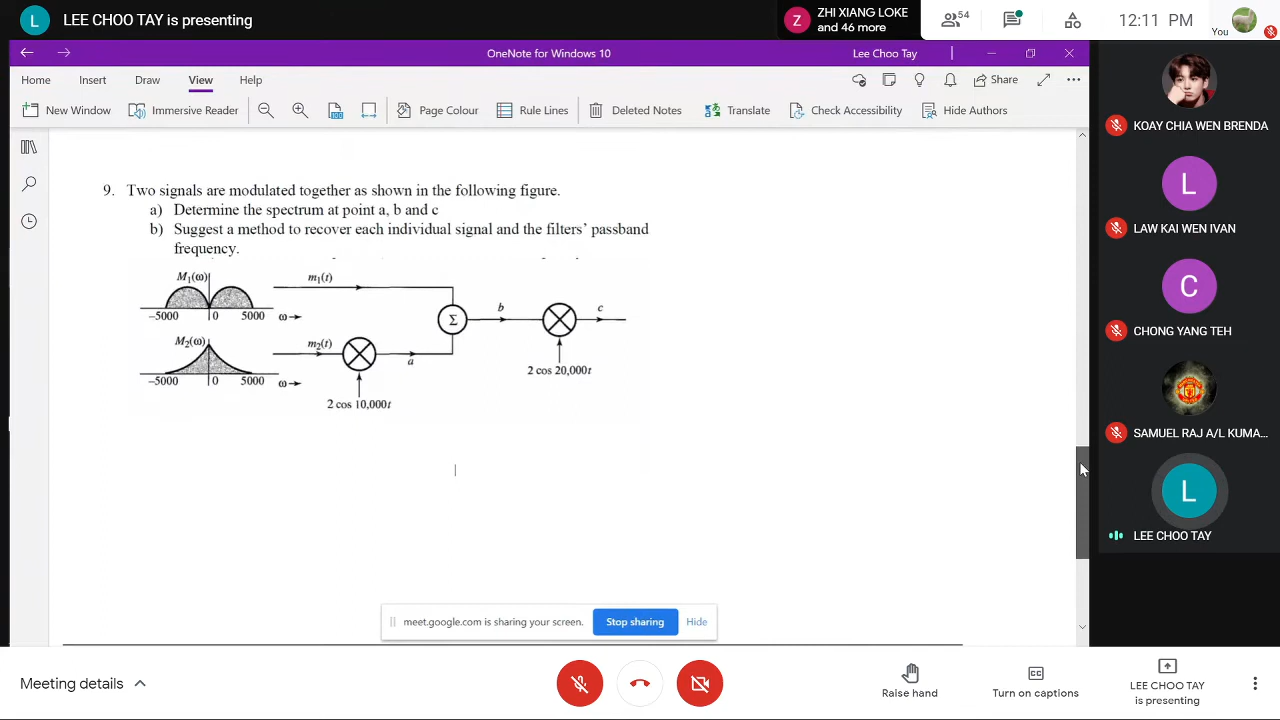 L LEE CHOO TAY is presenting
Z ZHI XIANG LOKE
and 46 more
54
12:11 PM
You
OneNote for Windows 10
Lee Choo Tay
Home Insert Draw View Help
Share
New Window Immersive Reader Page Colour Rule Lines Deleted Notes Translate Check Accessibility Hide Authors
9. Two signals are modulated together as shown in the following figure.
a) Determine the spectrum at point a, b and c
b) Suggest a method to recover each individual signal and the filters' passband
frequency.
M₁(ω) m₁(t)
−5000 0 5000 ω→
Σ b c
M₂(ω) m₂(t)
a
−5000 0 5000 ω→
2 cos 20,000t
2 cos 10,000t
KOAY CHIA WEN BRENDA
L
LAW KAI WEN IVAN
C
CHONG YANG TEH
SAMUEL RAJ A/L KUMA...
L
LEE CHOO TAY
meet.google.com is sharing your screen. Stop sharing Hide
Meeting details
Raise hand
CC
Turn on captions
LEE CHOO TAY
is presenting